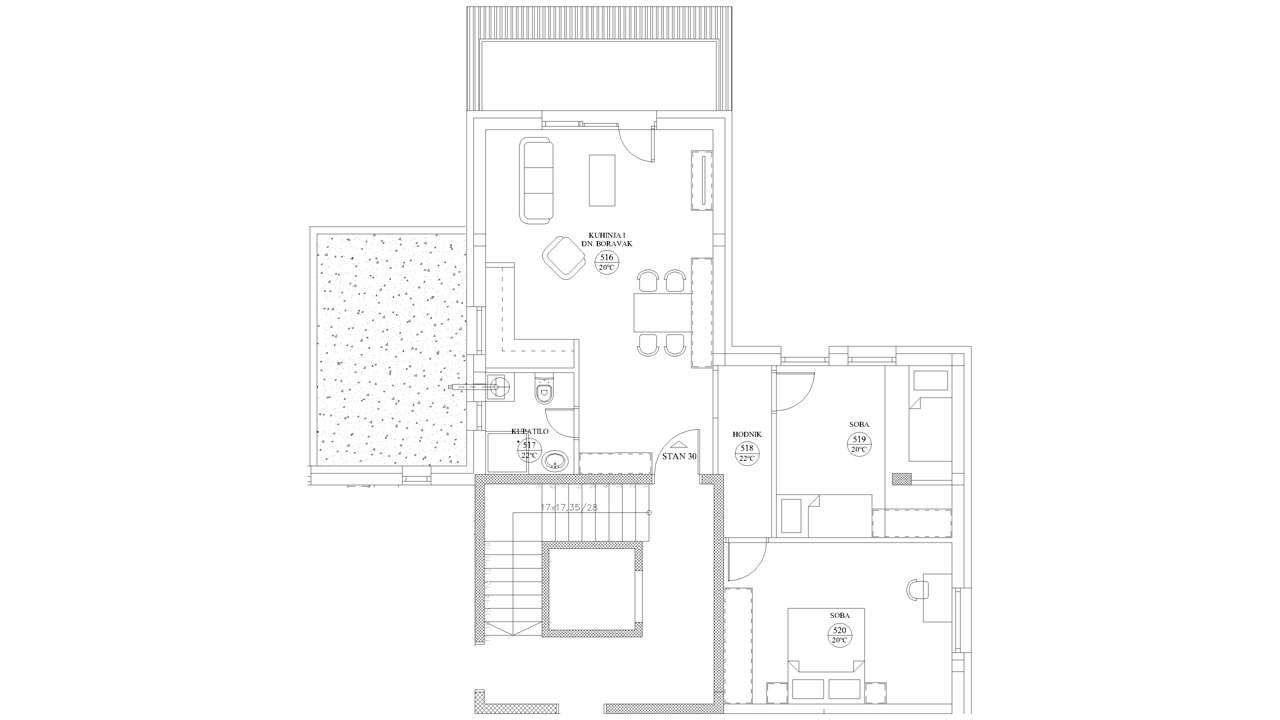 KUHINJA I
DN. BORAVAK
516
20°C
KUPATILO
517
22°C
STAN 30
HODNIK
518
22°C
SOBA
519
20°C
17x17,35/28
SOBA
520
20°C